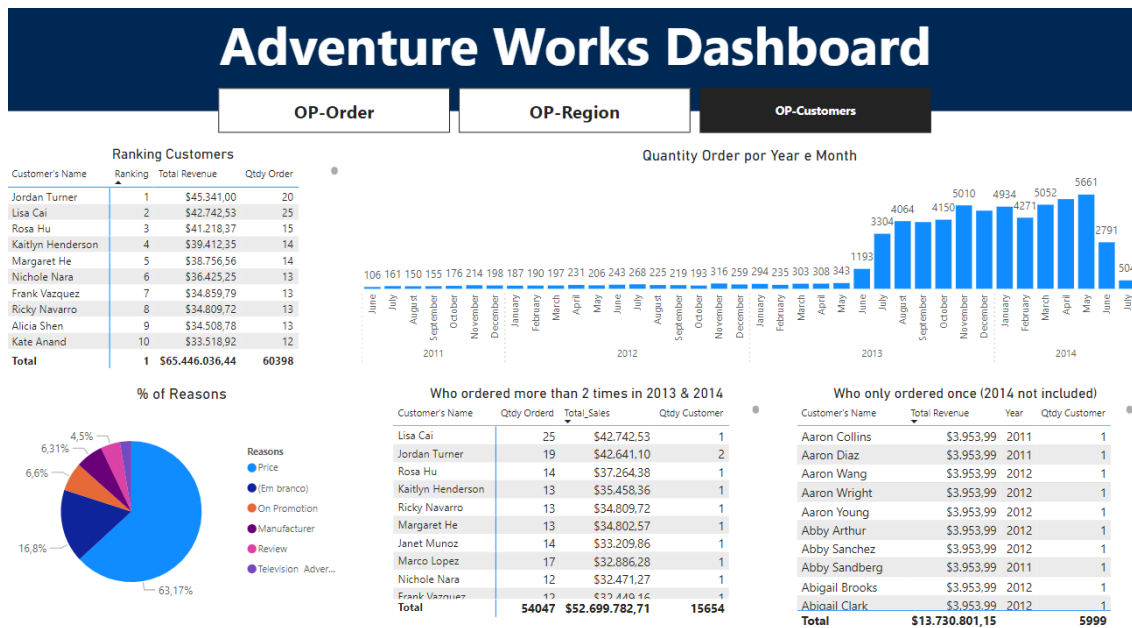 Adventure Works Dashboard
OP-Order OP-Region OP-Customers
Ranking Customers
Customer's Name Ranking Total Revenue Qtdy Order
Jordan Turner 1 $45.341,00 20
Lisa Cai 2 $42.742,53 25
Rosa Hu 3 $41.218,37 15
Kaitlyn Henderson 4 $39.412,35 14
Margaret He 5 $38.756,56 14
Nichole Nara 6 $36.425,25 13
Frank Vazquez 7 $34.859,79 13
Ricky Navarro 8 $34.809,72 13
Alicia Shen 9 $34.508,78 13
Kate Anand 10 $33.518,92 12
Total 1 $65.446.036,44 60398
Quantity Order por Year e Month
106 161 150 155 176 214 198 187 190 197 231 206 243 268 225 219 193 316 259 294 235 303 308 343 1193 3304 4064 4150 5010 4934 4271 5052 5661 2791 504
June July August September October November December January February March April May June July August September October November December January February March April May June July August September October November December January February March April May June July
2011 2012 2013 2014
% of Reasons
4,5%
6,31%
6,6%
16,8%
63,17%
Reasons
Price
(Em branco)
On Promotion
Manufacturer
Review
Television Adver...
Who ordered more than 2 times in 2013 & 2014
Customer's Name Qtdy Orderd Total_Sales Qtdy Customer
Lisa Cai 25 $42.742,53 1
Jordan Turner 19 $42.641,10 2
Rosa Hu 14 $37.264,38 1
Kaitlyn Henderson 13 $35.458,36 1
Ricky Navarro 13 $34.809,72 1
Margaret He 13 $34.802,57 1
Janet Munoz 14 $33.209,86 1
Marco Lopez 17 $32.886,28 1
Nichole Nara 12 $32.471,27 1
Frank Vazquez 12 $32.449,16 1
Total 54047 $52.699.782,71 15654
Who only ordered once (2014 not included)
Customer's Name Total Revenue Year Qtdy Customer
Aaron Collins $3.953,99 2011 1
Aaron Diaz $3.953,99 2011 1
Aaron Wang $3.953,99 2012 1
Aaron Wright $3.953,99 2012 1
Aaron Young $3.953,99 2012 1
Abby Arthur $3.953,99 2012 1
Abby Sanchez $3.953,99 2012 1
Abby Sandberg $3.953,99 2011 1
Abigail Brooks $3.953,99 2012 1
Abigail Clark $3.953,99 2012 1
Total $13.730.801,15 5999